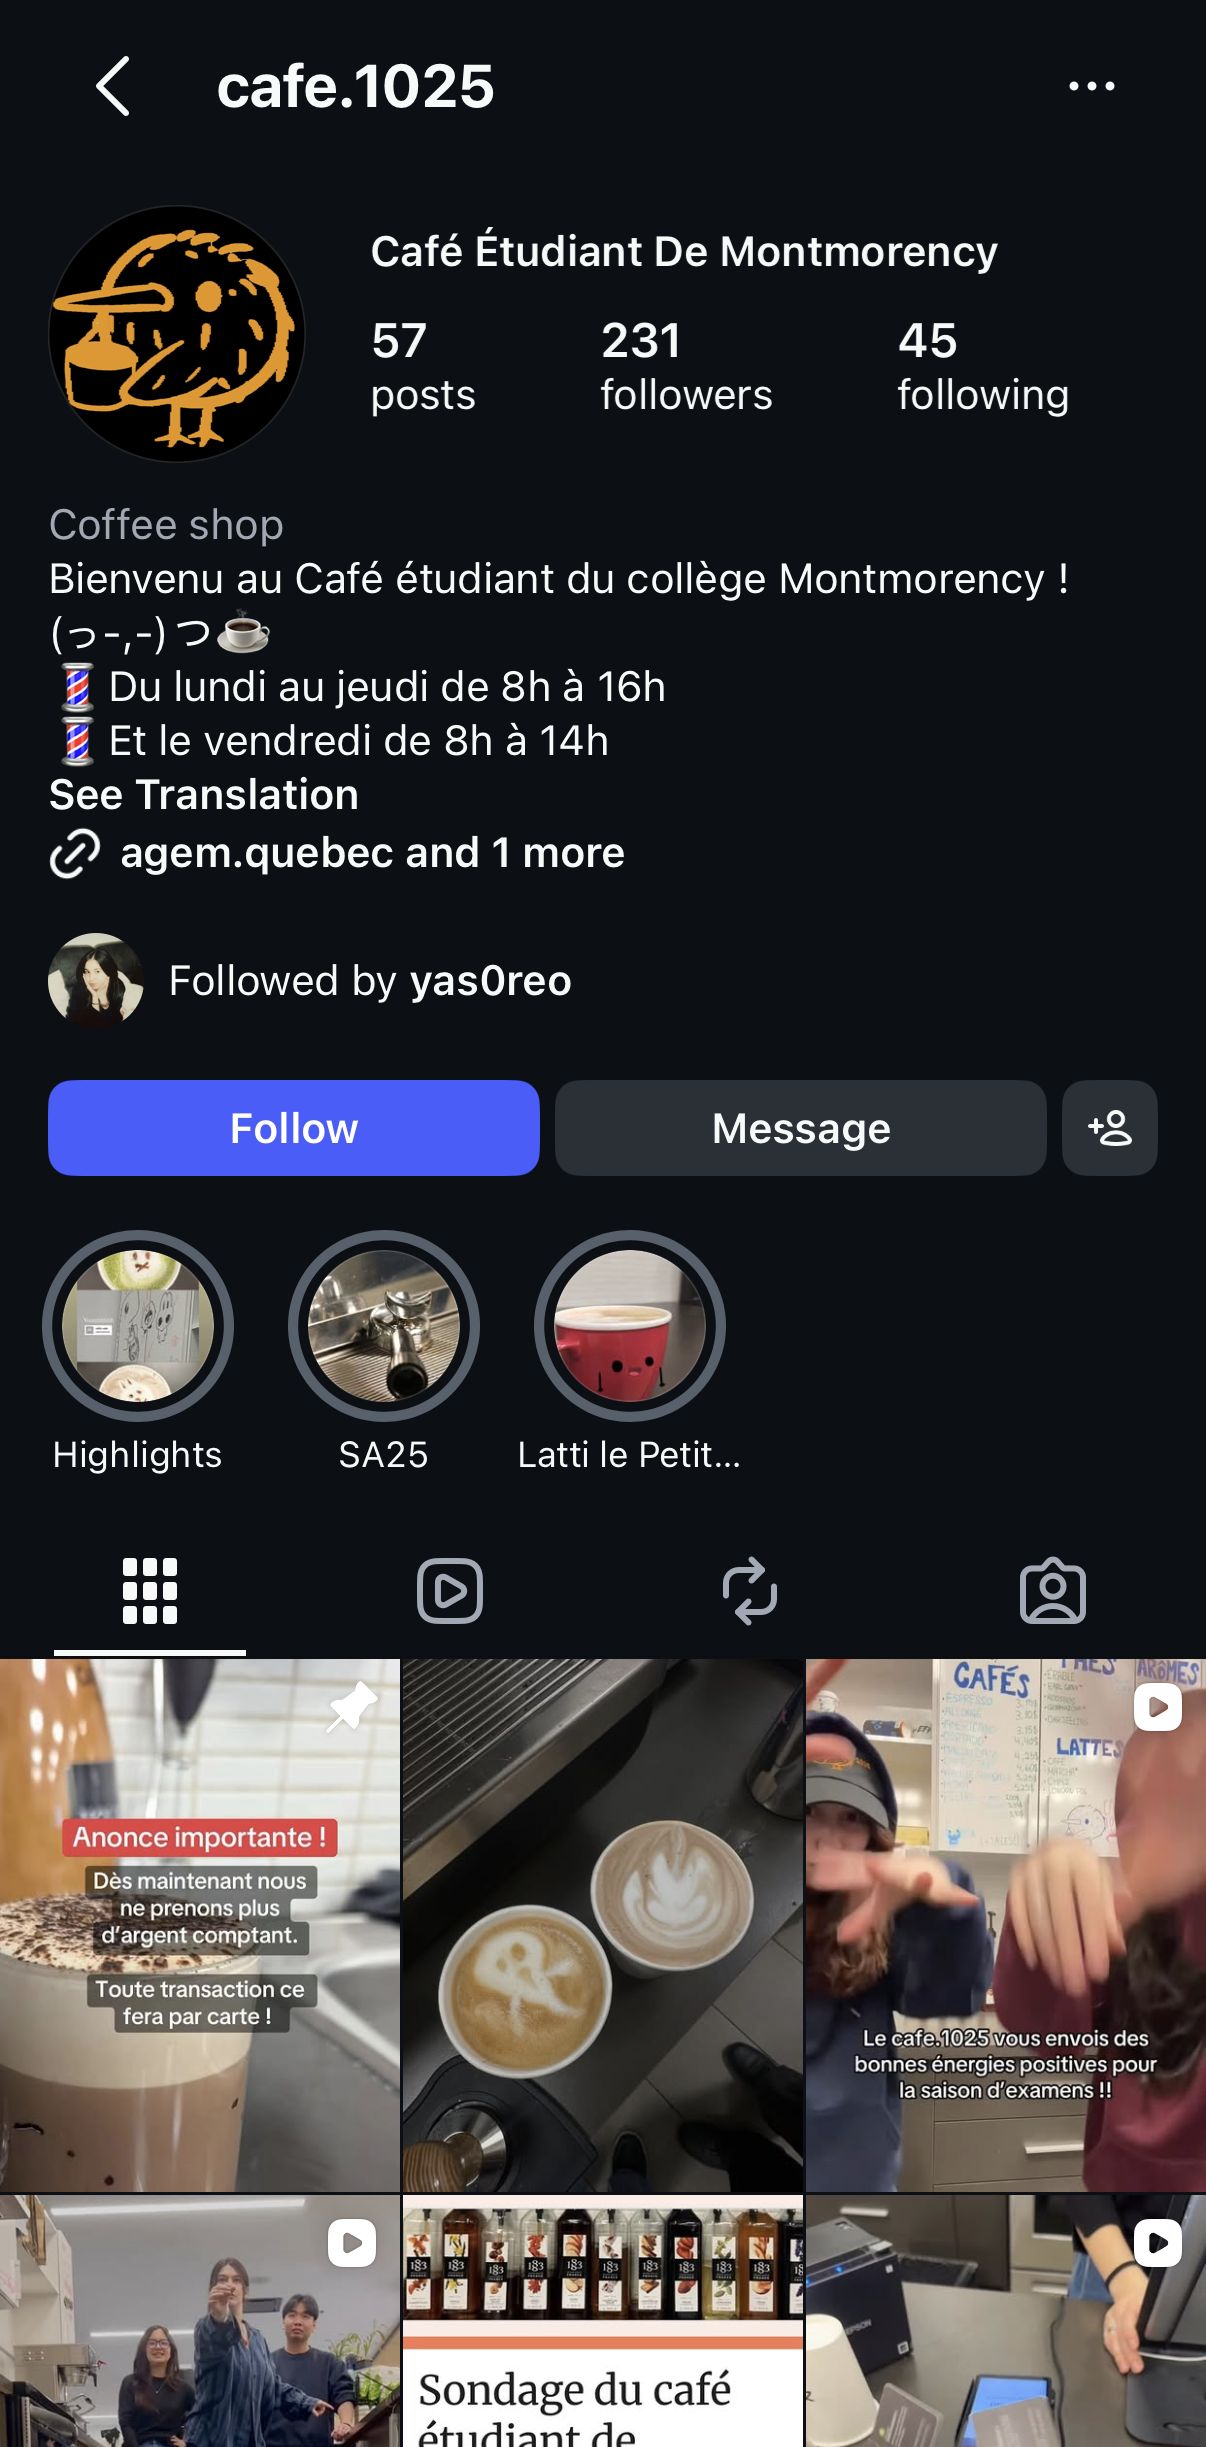 cafe.1025
Café Étudiant De Montmorency
57 231 45
posts followers following
Coffee shop
Bienvenu au Café étudiant du collège Montmorency !
(っ-,-)つ☕
💈Du lundi au jeudi de 8h à 16h
💈Et le vendredi de 8h à 14h
See Translation
agem.quebec and 1 more
Followed by yas0reo
Follow Message
Highlights SA25 Latti le Petit...
Anonce importante !
Dès maintenant nous
ne prenons plus
d'argent comptant.
Toute transaction ce
fera par carte !
CAFÉS
ARÔMES
LATTES
Le cafe.1025 vous envois des
bonnes énergies positives pour
la saison d'examens !!
Sondage du café
étudiant de